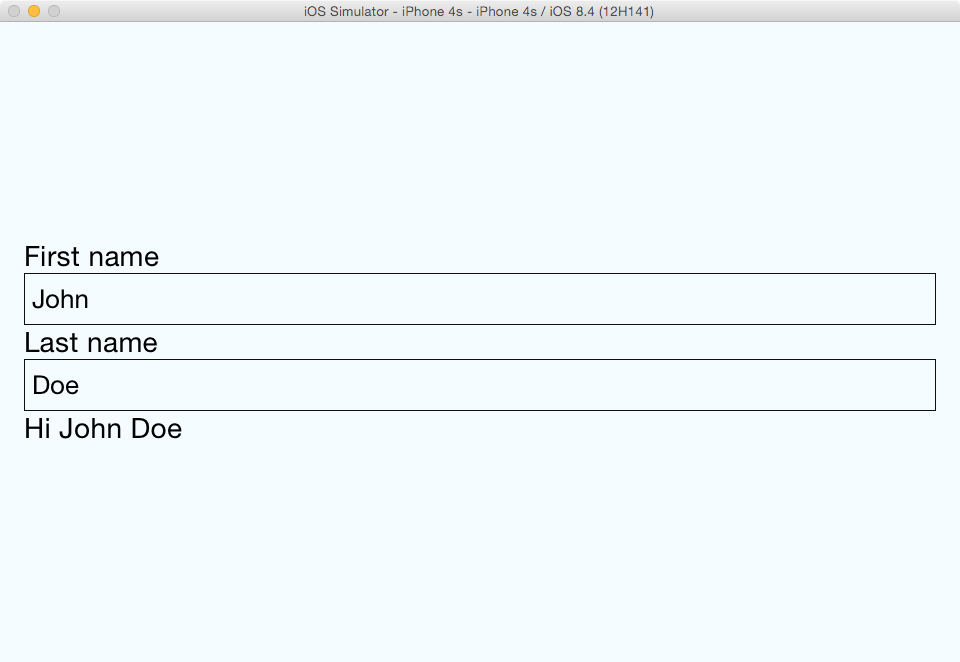 iOS Simulator - iPhone 4s - iPhone 4s / iOS 8.4 (12H141)
First name
John
Last name
Doe
Hi John Doe